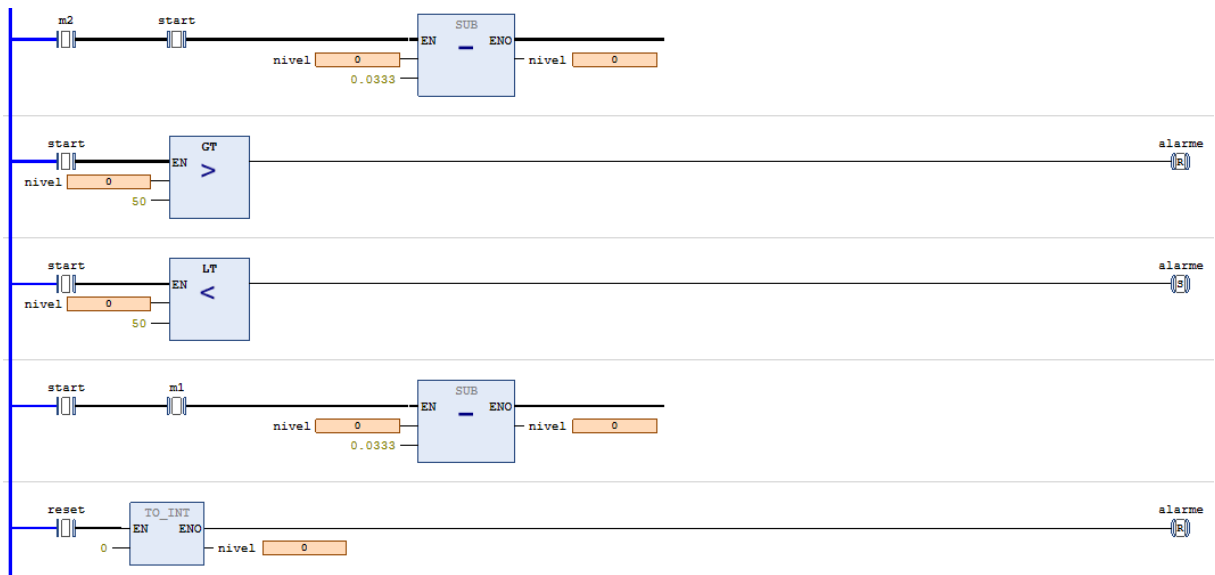 m2 start SUB
EN ENO
nivel 0 − nivel 0
0.0333
start GT alarme
EN > R
nivel 0
50
start LT alarme
EN < S
nivel 0
50
start m1 SUB
EN ENO
nivel 0 − nivel 0
0.0333
reset TO_INT alarme
EN ENO R
0 nivel 0